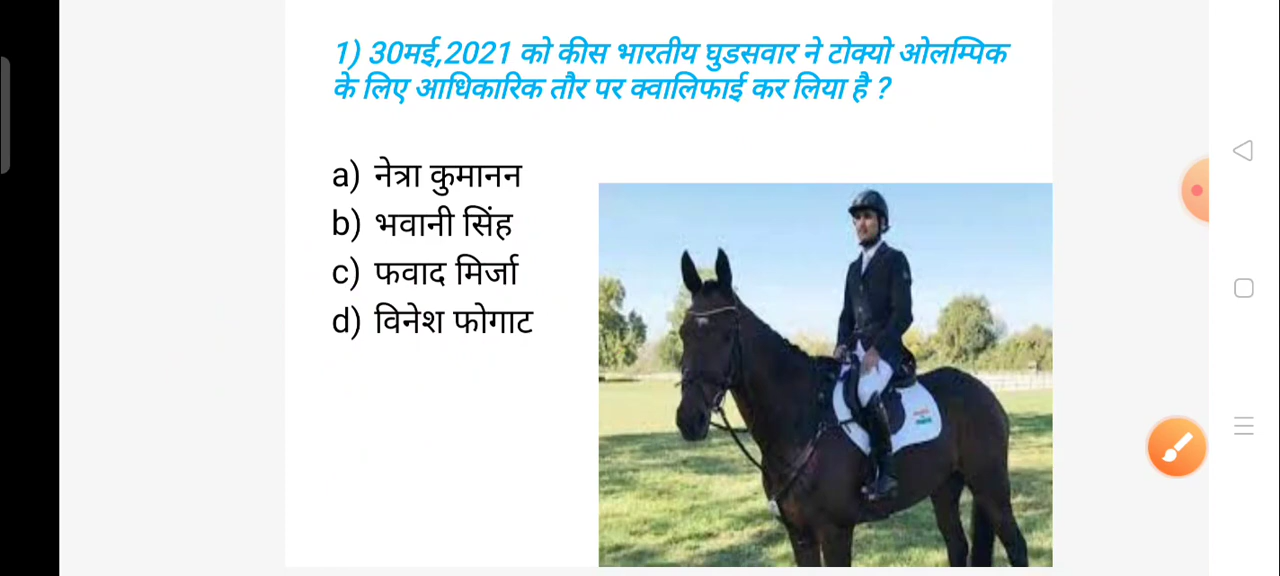 1) 30मई,2021 को कीस भारतीय घुडसवार ने टोक्यो ओलम्पिक
के लिए आधिकारिक तौर पर क्वालिफाई कर लिया है ?
a) नेत्रा कुमानन
b) भवानी सिंह
c) फवाद मिर्जा
d) विनेश फोगाट